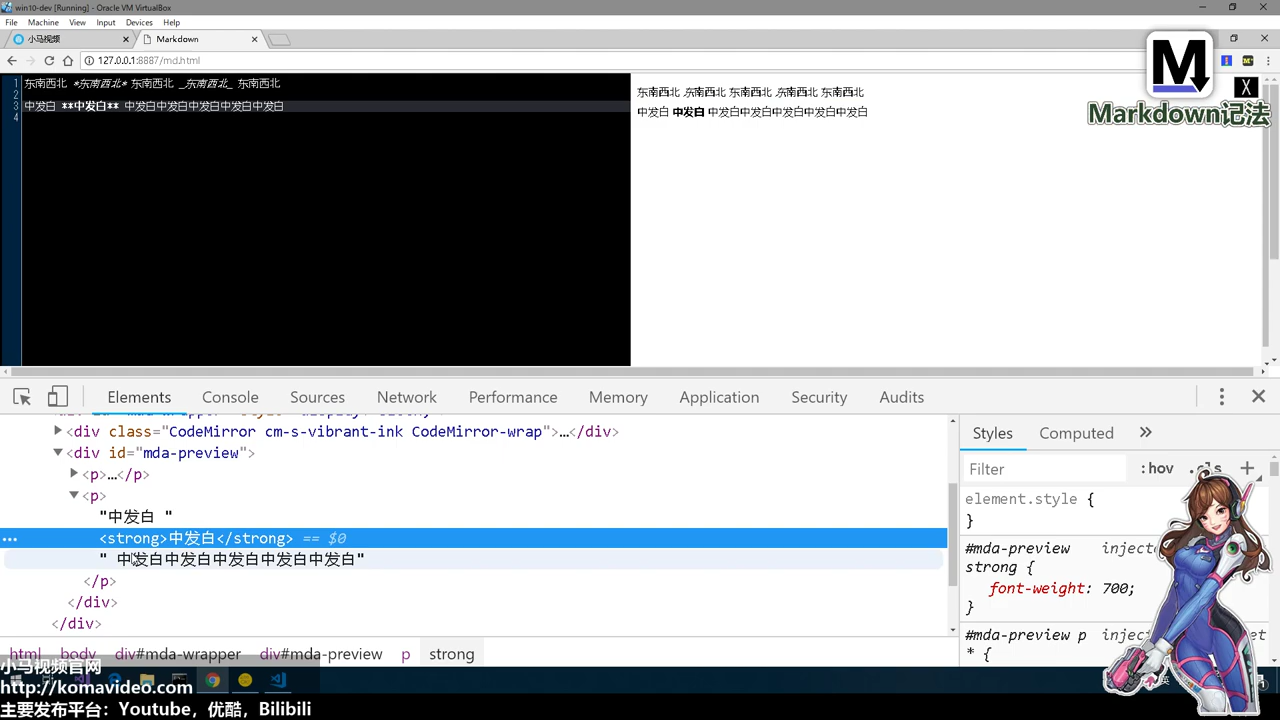 win10-dev [Running] - Oracle VM VirtualBox
File Machine View Input Devices Help
小马视频 Markdown
127.0.0.1:8887/md.html
1 东南西北 *东南西北* 东南西北 _东南西北_ 东南西北
2
3 中发白 **中发白** 中发白中发白中发白中发白中发白
4
东南西北 东南西北 东南西北 东南西北 东南西北
中发白 中发白 中发白中发白中发白中发白中发白
M
X
Markdown记法
Elements Console Sources Network Performance Memory Application Security Audits
<div class="CodeMirror cm-s-vibrant-ink CodeMirror-wrap">…</div>
<div id="mda-preview">
<p>…</p>
<p>
"中发白 "
<strong>中发白</strong> == $0
" 中发白中发白中发白中发白中发白"
</p>
</div>
</div>
html body div#mda-wrapper div#mda-preview p strong
Styles Computed »
Filter :hov .cls +
element.style {
}
#mda-preview strong {
font-weight: 700;
}
#mda-preview p
* {
小马视频官网
http://komavideo.com
主要发布平台：Youtube，优酷，Bilibili